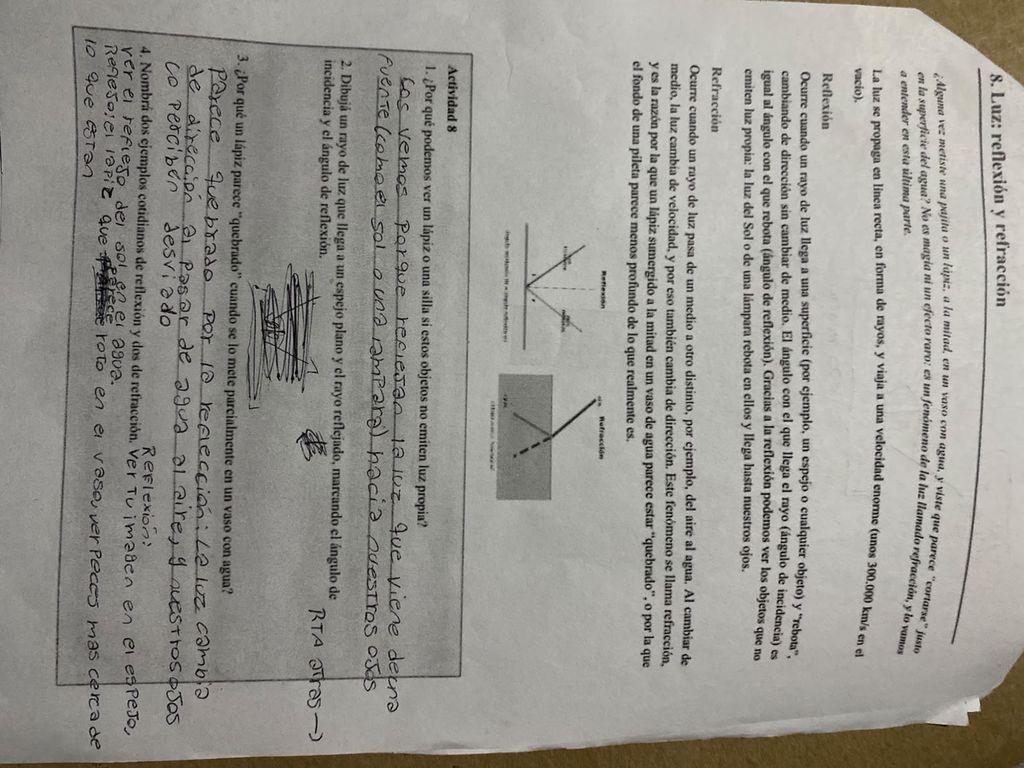 8. Luz: reflexión y refracción
¿Alguna vez metiste una pajita o un lápiz, a la mitad, en un vaso con agua, y viste que parece "cortarse" justo
en la superficie del agua? No es magia ni un efecto raro: es un fenómeno de la luz llamado refracción, y lo vamos
a entender en esta última parte.
La luz se propaga en línea recta, en forma de rayos, y viaja a una velocidad enorme (unos 300.000 km/s en el
vacío).
Reflexión
Ocurre cuando un rayo de luz llega a una superficie (por ejemplo, un espejo o cualquier objeto) y "rebota",
cambiando de dirección sin cambiar de medio. El ángulo con el que llega el rayo (ángulo de incidencia) es
igual al ángulo con el que rebota (ángulo de reflexión). Gracias a la reflexión podemos ver los objetos que no
emiten luz propia: la luz del Sol o de una lámpara rebota en ellos y llega hasta nuestros ojos.
Refracción
Ocurre cuando un rayo de luz pasa de un medio a otro distinto, por ejemplo, del aire al agua. Al cambiar de
medio, la luz cambia de velocidad, y por eso también cambia de dirección. Este fenómeno se llama refracción,
y es la razón por la que un lápiz sumergido a la mitad en un vaso de agua parece estar "quebrado", o por la que
el fondo de una pileta parece menos profundo de lo que realmente es.
Reflexión
Refracción
Actividad 8
1. ¿Por qué podemos ver un lápiz o una silla si estos objetos no emiten luz propia?
Los vemos porque reflejan la luz que viene de una
fuente (como el sol o una lampara) hacia nuestros ojos
2. Dibujá un rayo de luz que llega a un espejo plano y el rayo reflejado, marcando el ángulo de
incidencia y el ángulo de reflexión.
RTA atras →
3. ¿Por qué un lápiz parece "quebrado" cuando se lo mete parcialmente en un vaso con agua?
Parece quebrado por la refleccion: La luz cambia
de dirección al pasar de agua al aire, y nuestros ojos
lo perciben desviado
4. Nombrá dos ejemplos cotidianos de reflexión y dos de refracción.
Reflexión:
Ver tu imagen en el espejo,
ver el reflejo del sol en el agua.
Reflejo: el lapiz que parece roto en el vaso, ver peces mas cerca de
lo que estan